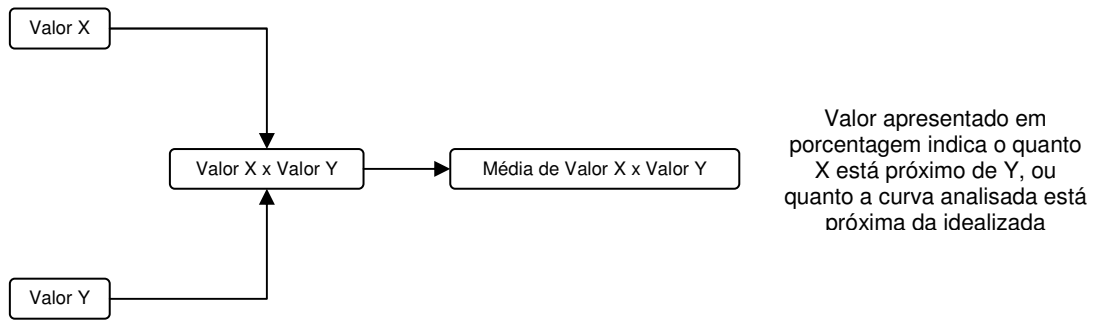 Valor X
Valor X x Valor Y
Média de Valor X x Valor Y
Valor Y
Valor apresentado em
porcentagem indica o quanto
X está próximo de Y, ou
quanto a curva analisada está
próxima da idealizada